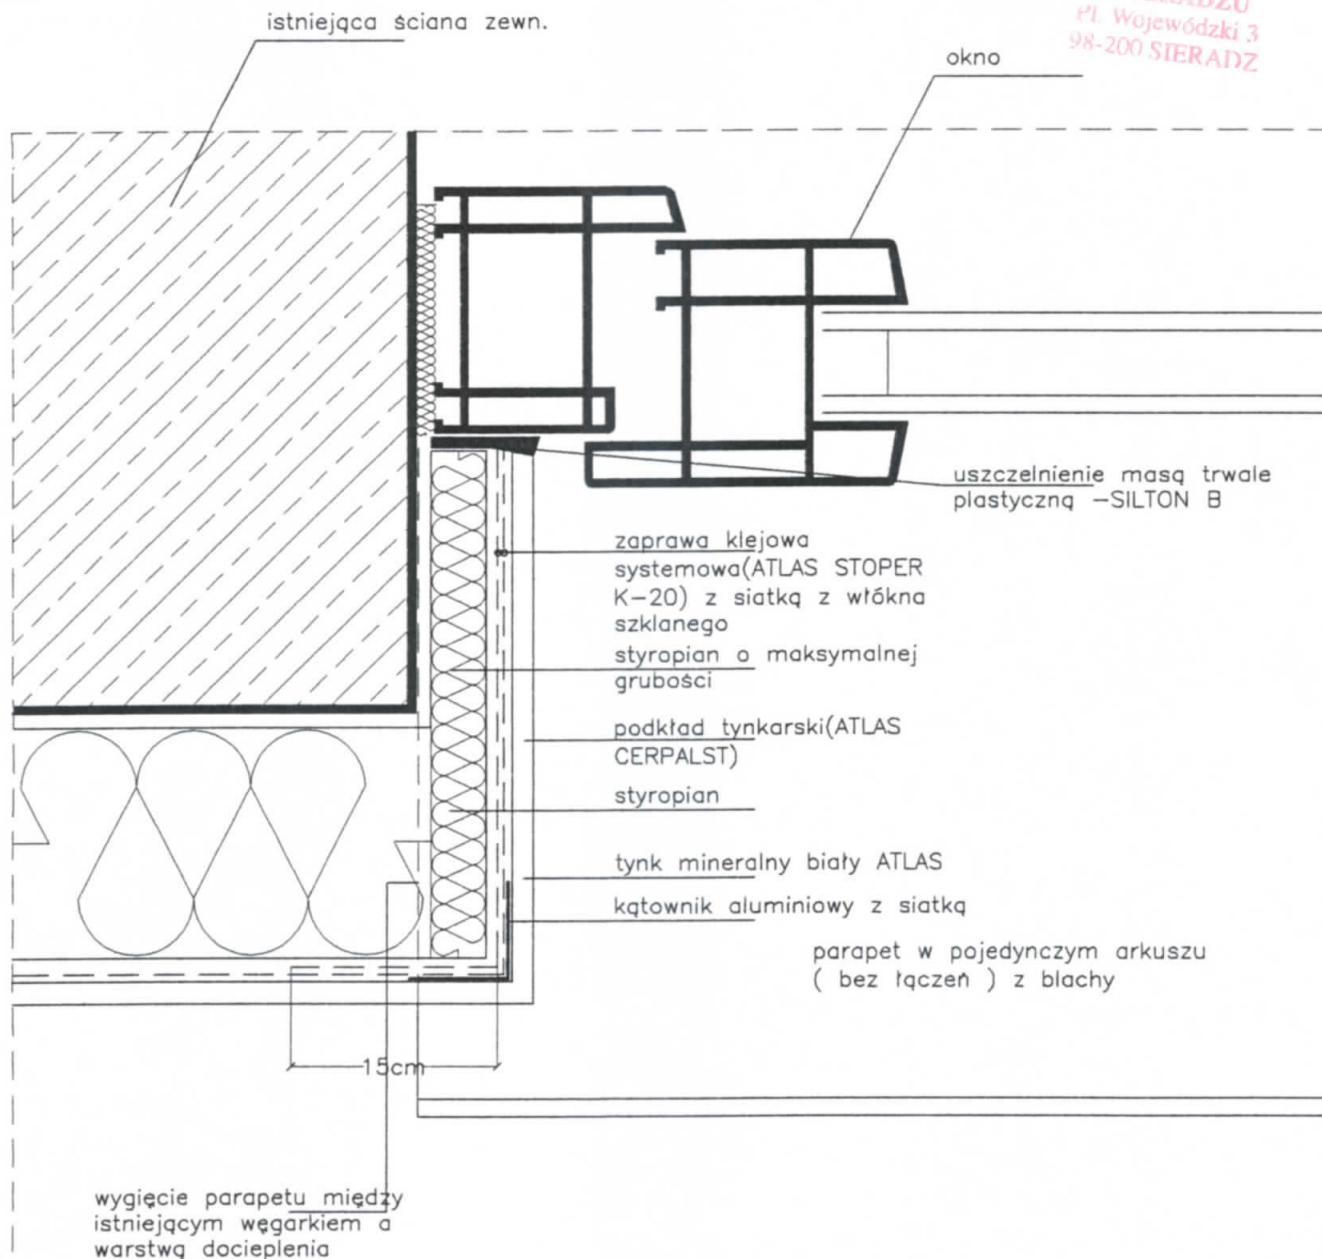 istniejąca ściana zewn.
Pl. Wojewódzki 3
98-200 SIERADZ
okno
uszczelnienie masą trwale
plastyczną –SILTON B
zaprawa klejowa
systemowa(ATLAS STOPER
K–20) z siatką z włókna
szklanego
styropian o maksymalnej
grubości
podkład tynkarski(ATLAS
CERPALST)
styropian
tynk mineralny biały ATLAS
kątownik aluminiowy z siatką
parapet w pojedynczym arkuszu
( bez łączeń ) z blachy
15cm
wygięcie parapetu między
istniejącym węgarkiem a
warstwą docieplenia